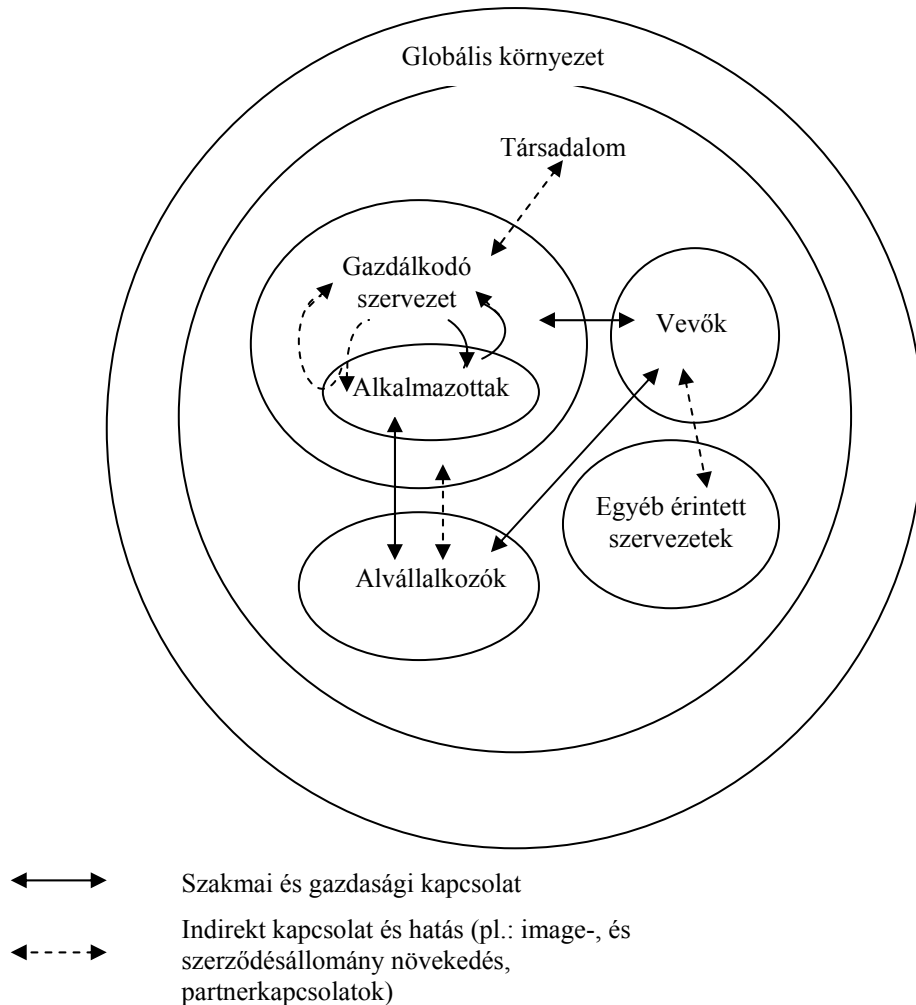 Globális környezet
Társadalom
Gazdálkodó
szervezet
Vevők
Alkalmazottak
Egyéb érintett
szervezetek
Alvállalkozók
Szakmai és gazdasági kapcsolat
Indirekt kapcsolat és hatás (pl.: image-, és
szerződésállomány növekedés,
partnerkapcsolatok)